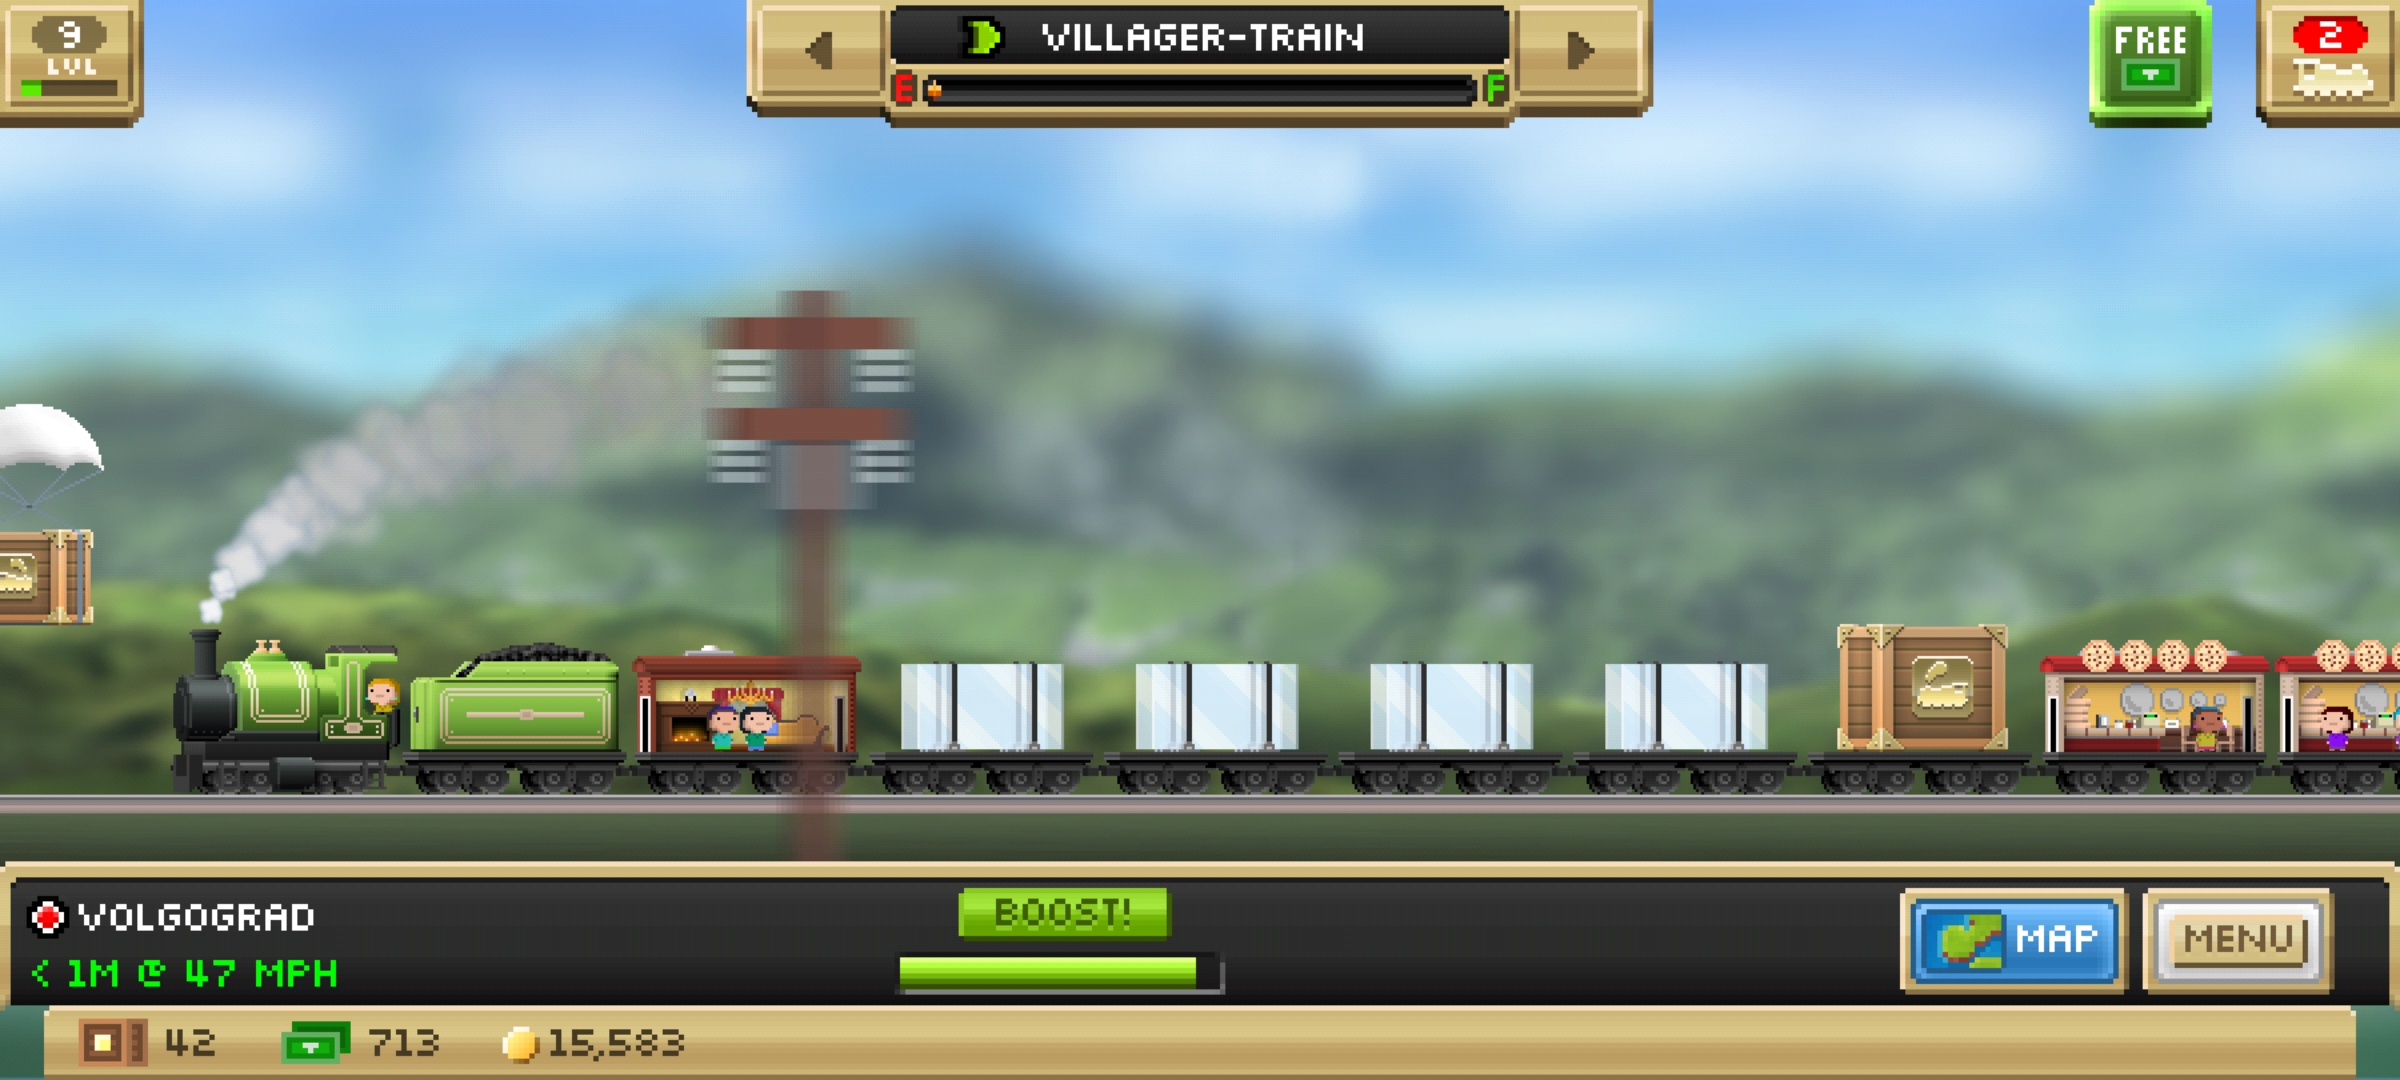 9
LVL
VILLAGER-TRAIN
E F
FREE
2
VOLGOGRAD
< 1M @ 47 MPH
BOOST!
MAP
MENU
42
713
15,583